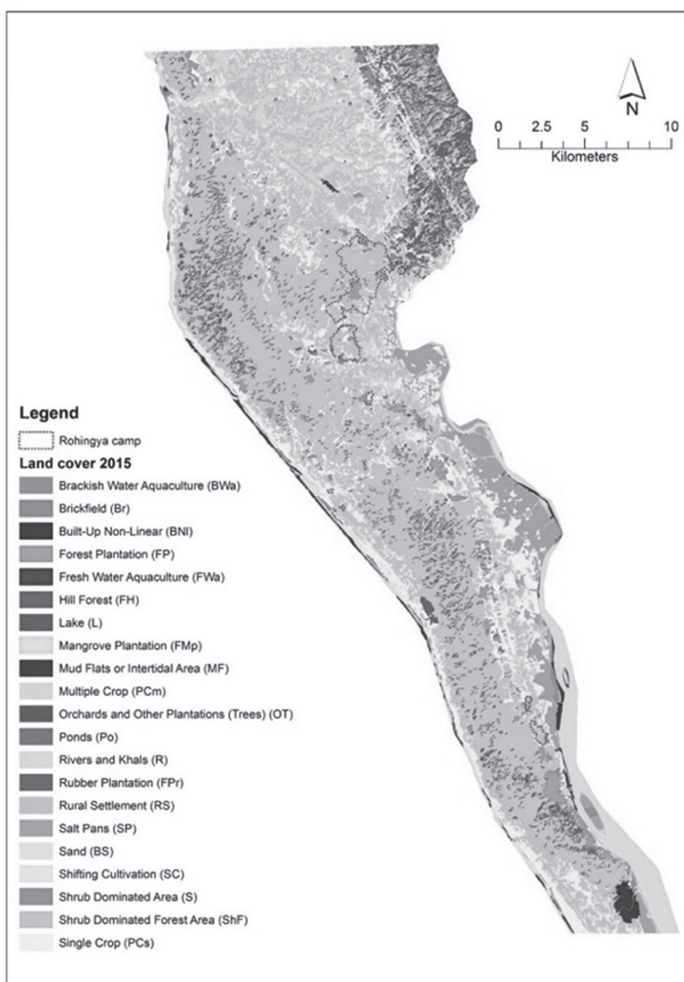 N
0 2.5 5 10
Kilometers
Legend
Rohingya camp
Land cover 2015
Brackish Water Aquaculture (BWa)
Brickfield (Br)
Built-Up Non-Linear (BNl)
Forest Plantation (FP)
Fresh Water Aquaculture (FWa)
Hill Forest (FH)
Lake (L)
Mangrove Plantation (FMp)
Mud Flats or Intertidal Area (MF)
Multiple Crop (PCm)
Orchards and Other Plantations (Trees) (OT)
Ponds (Po)
Rivers and Khals (R)
Rubber Plantation (FPr)
Rural Settlement (RS)
Salt Pans (SP)
Sand (BS)
Shifting Cultivation (SC)
Shrub Dominated Area (S)
Shrub Dominated Forest Area (ShF)
Single Crop (PCs)